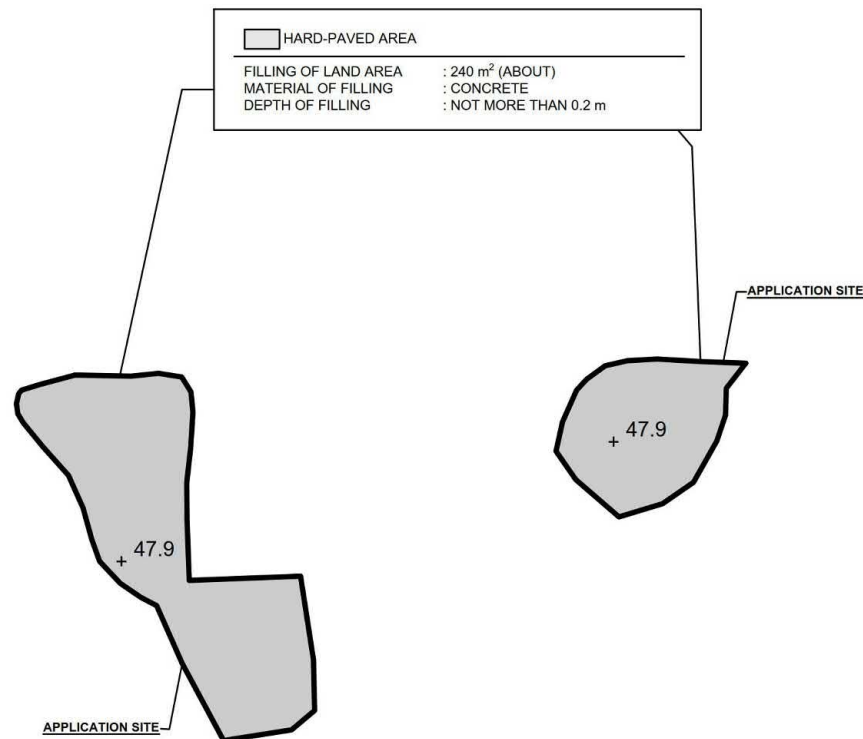 HARD-PAVED AREA
FILLING OF LAND AREA : 240 m² (ABOUT)
MATERIAL OF FILLING : CONCRETE
DEPTH OF FILLING : NOT MORE THAN 0.2 m
APPLICATION SITE
47.9
47.9
APPLICATION SITE